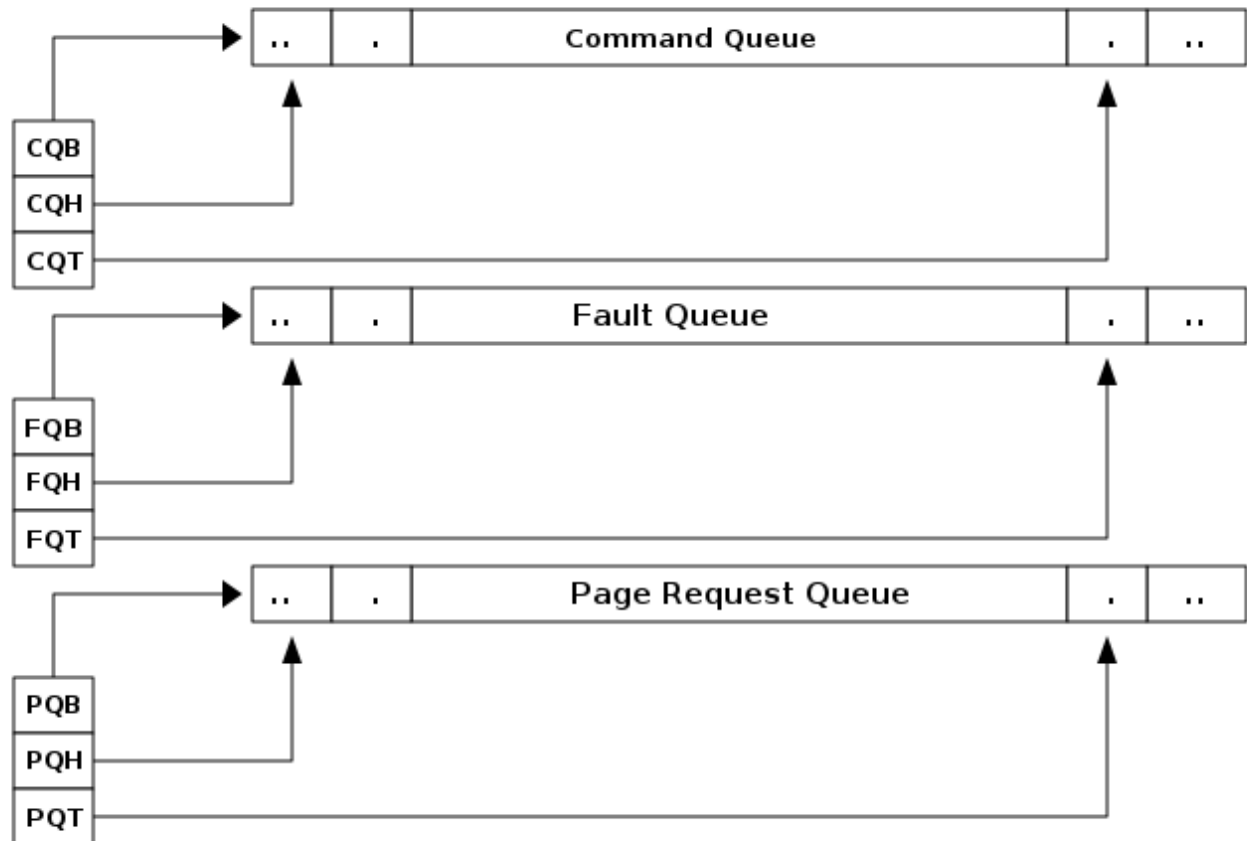 .. . Command Queue . ..
CQB
CQH
CQT
.. . Fault Queue . ..
FQB
FQH
FQT
.. . Page Request Queue . ..
PQB
PQH
PQT